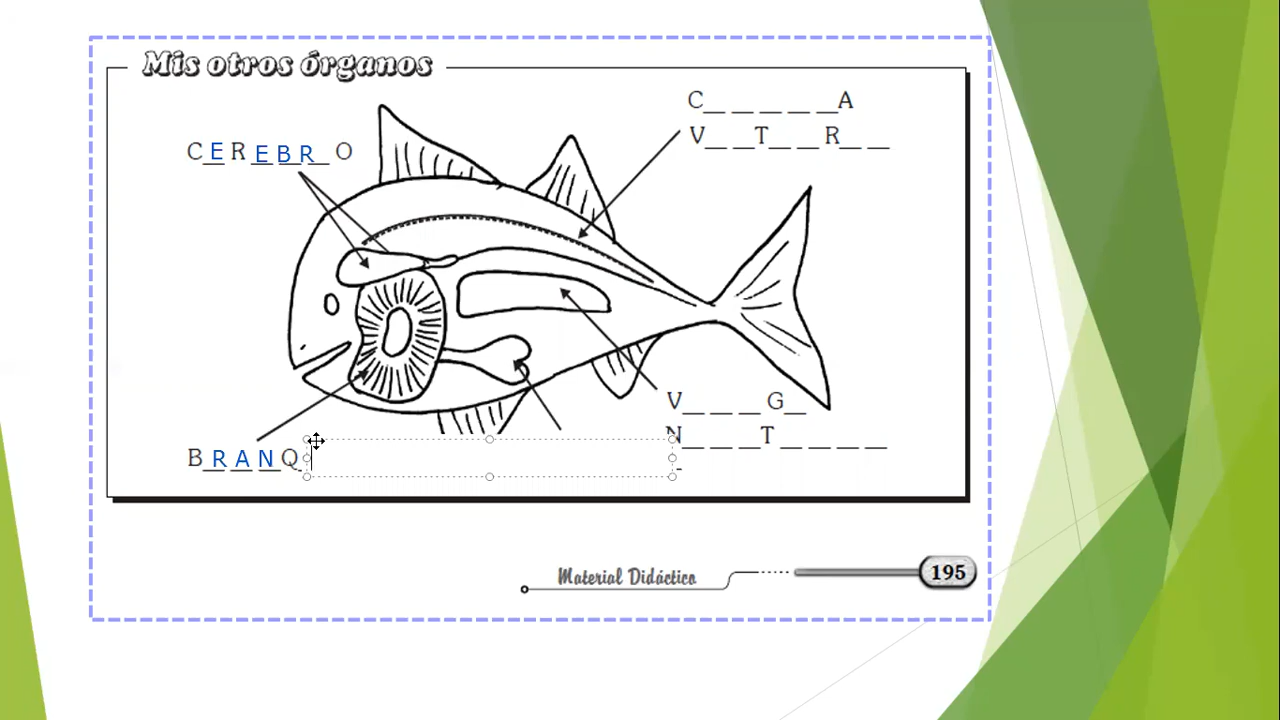 Mis otros órganos
C_ _ _ _ _A
V_ _T_ _R_ _
CEREBRO
V_ _ _G_
N_ _ _T_ _ _ _
BRANQ
Material Didáctico
195